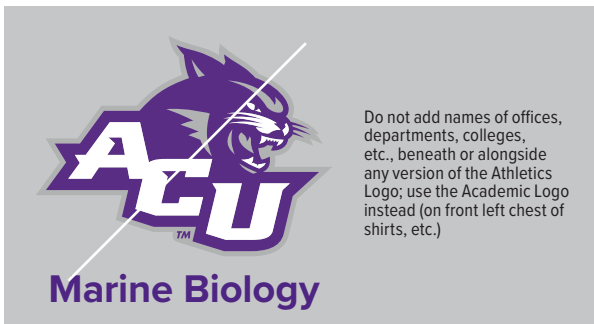 ACU
TM
Marine Biology
Do not add names of offices,
departments, colleges,
etc., beneath or alongside
any version of the Athletics
Logo; use the Academic Logo
instead (on front left chest of
shirts, etc.)